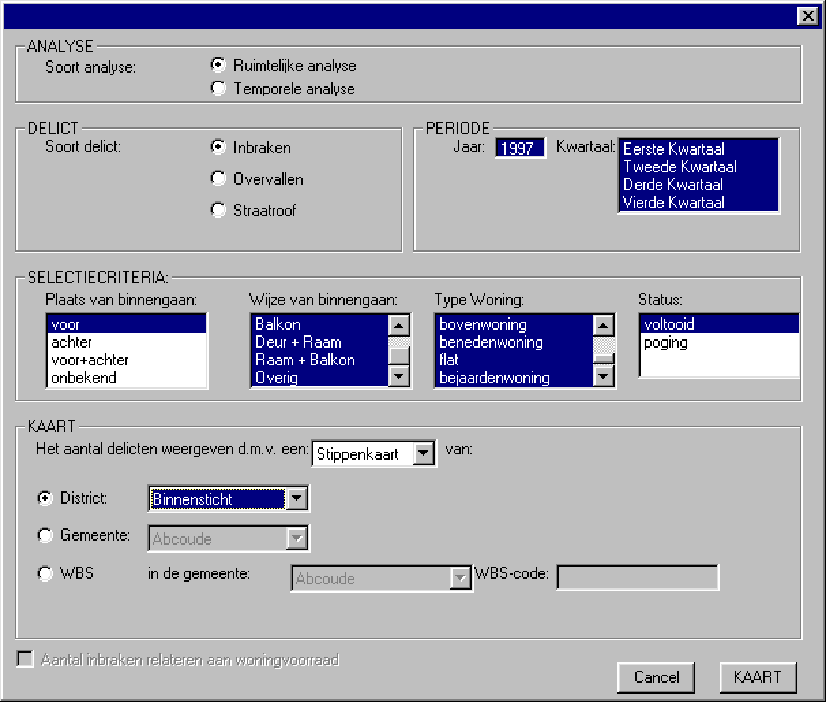 ANALYSE
Soort analyse:
Ruimtelijke analyse
Temporele analyse
DELICT
Soort delict:
Inbraken
Overvallen
Straatroof
PERIODE
Jaar: 1997 Kwartaal:
Eerste Kwartaal
Tweede Kwartaal
Derde Kwartaal
Vierde Kwartaal
SELECTIECRITERIA:
Plaats van binnengaan:
voor
achter
voor+achter
onbekend
Wijze van binnengaan:
Balkon
Deur + Raam
Raam + Balkon
Overig
Type Woning:
bovenwoning
benedenwoning
flat
bejaardenwoning
Status:
voltooid
poging
KAART
Het aantal delicten weergeven d.m.v. een: Stippenkaart van:
District: Binnensticht
Gemeente: Abcoude
WBS in de gemeente: Abcoude WBS-code:
Aantal inbraken relateren aan woningvoorraad
Cancel KAART